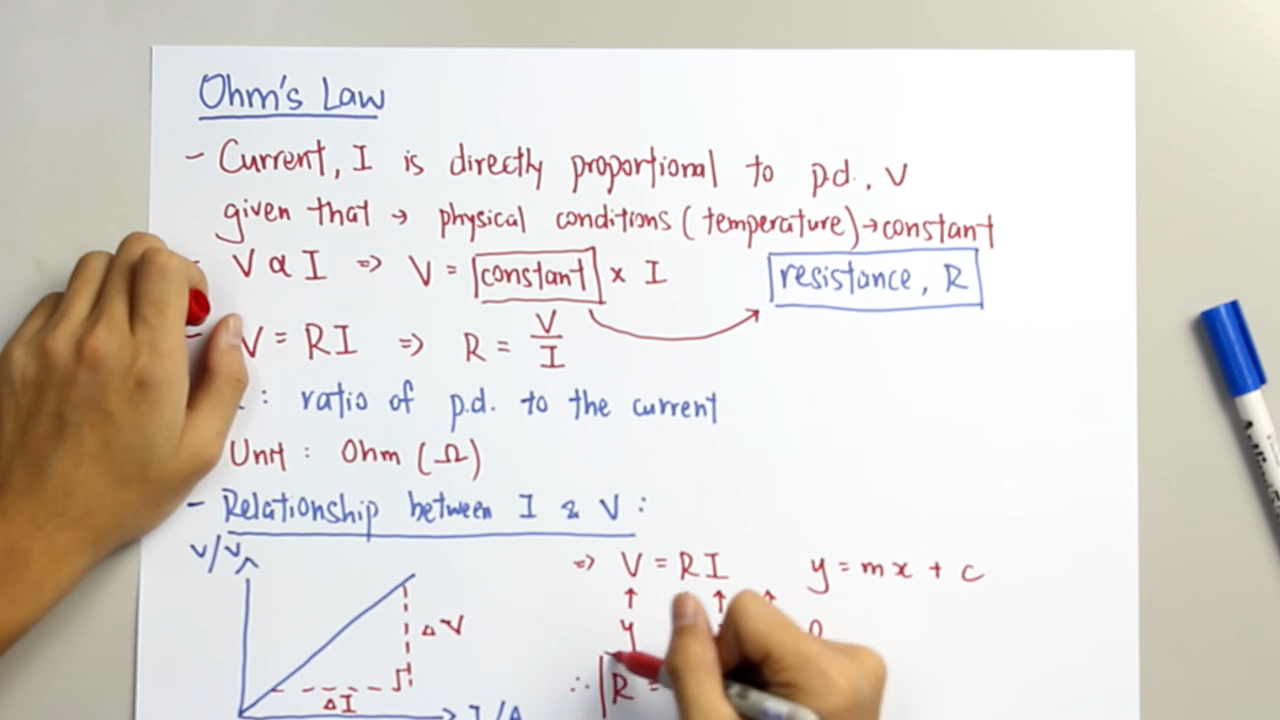 Ohm's Law
- Current, I is directly proportional to p.d., V
given that → physical conditions (temperature) → constant
- V ∝ I ⇒ V = constant × I
resistance, R
- V = RI ⇒ R = V/I
: ratio of p.d. to the current
Unit : Ohm (Ω)
- Relationship between I & V :
V/V
ΔV
ΔI
I/A
⇒ V = RI y = mx + c
↑ ↑ ↑
y
∴ R =